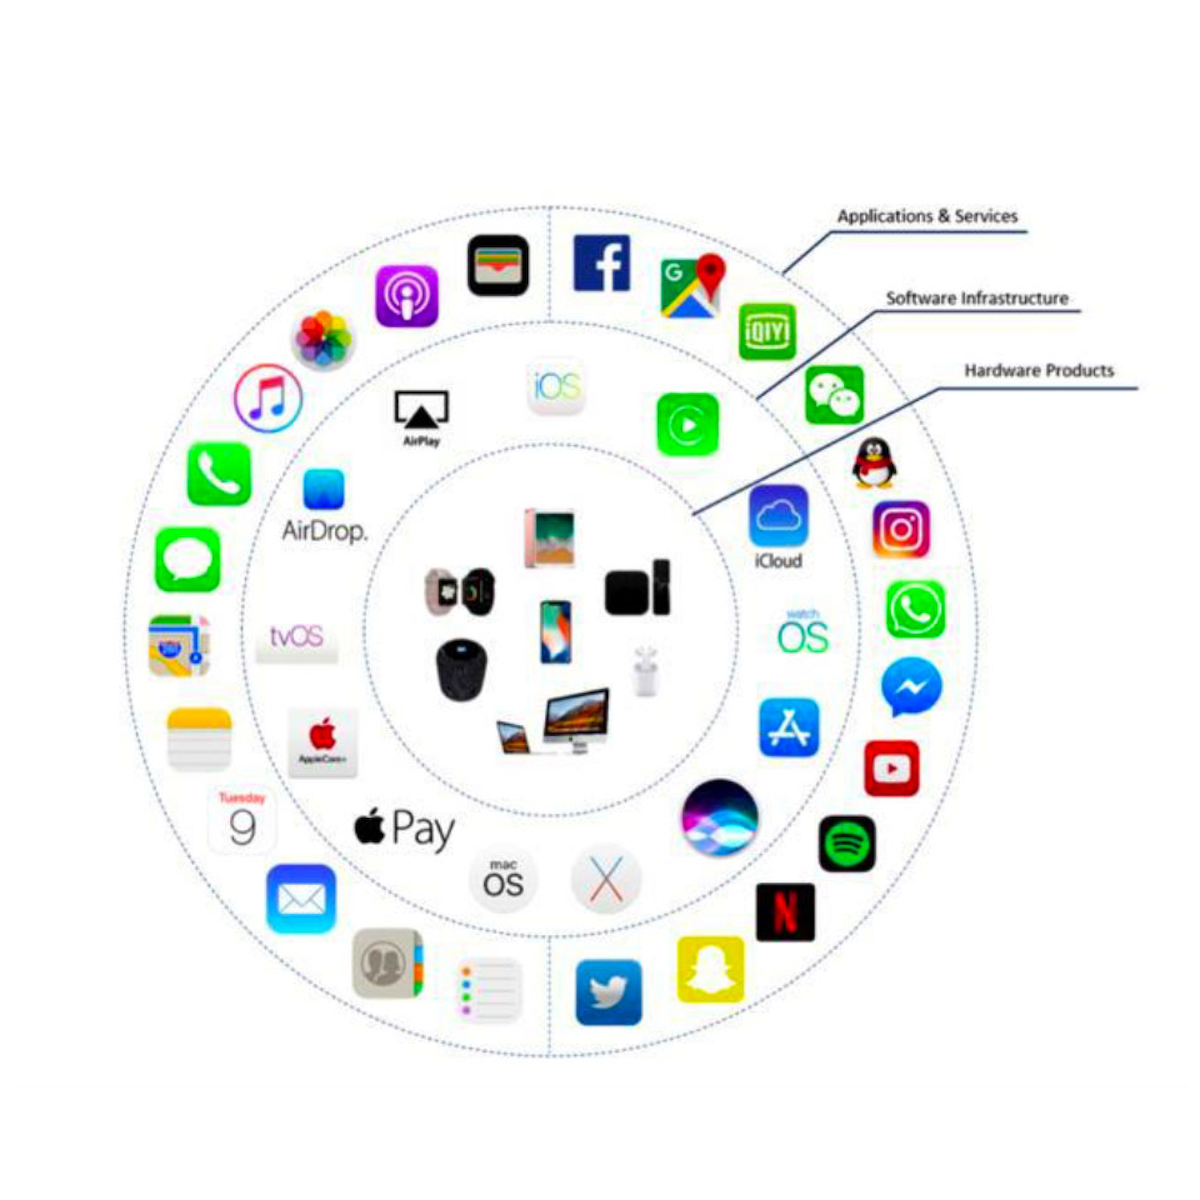 Applications & Services
Software Infrastructure
Hardware Products
f
G
iQIYI
iOS
AirPlay
AirDrop.
iCloud
tvOS
watch
OS
AppleCare+
Pay
Tuesday
9
mac
OS
X
N